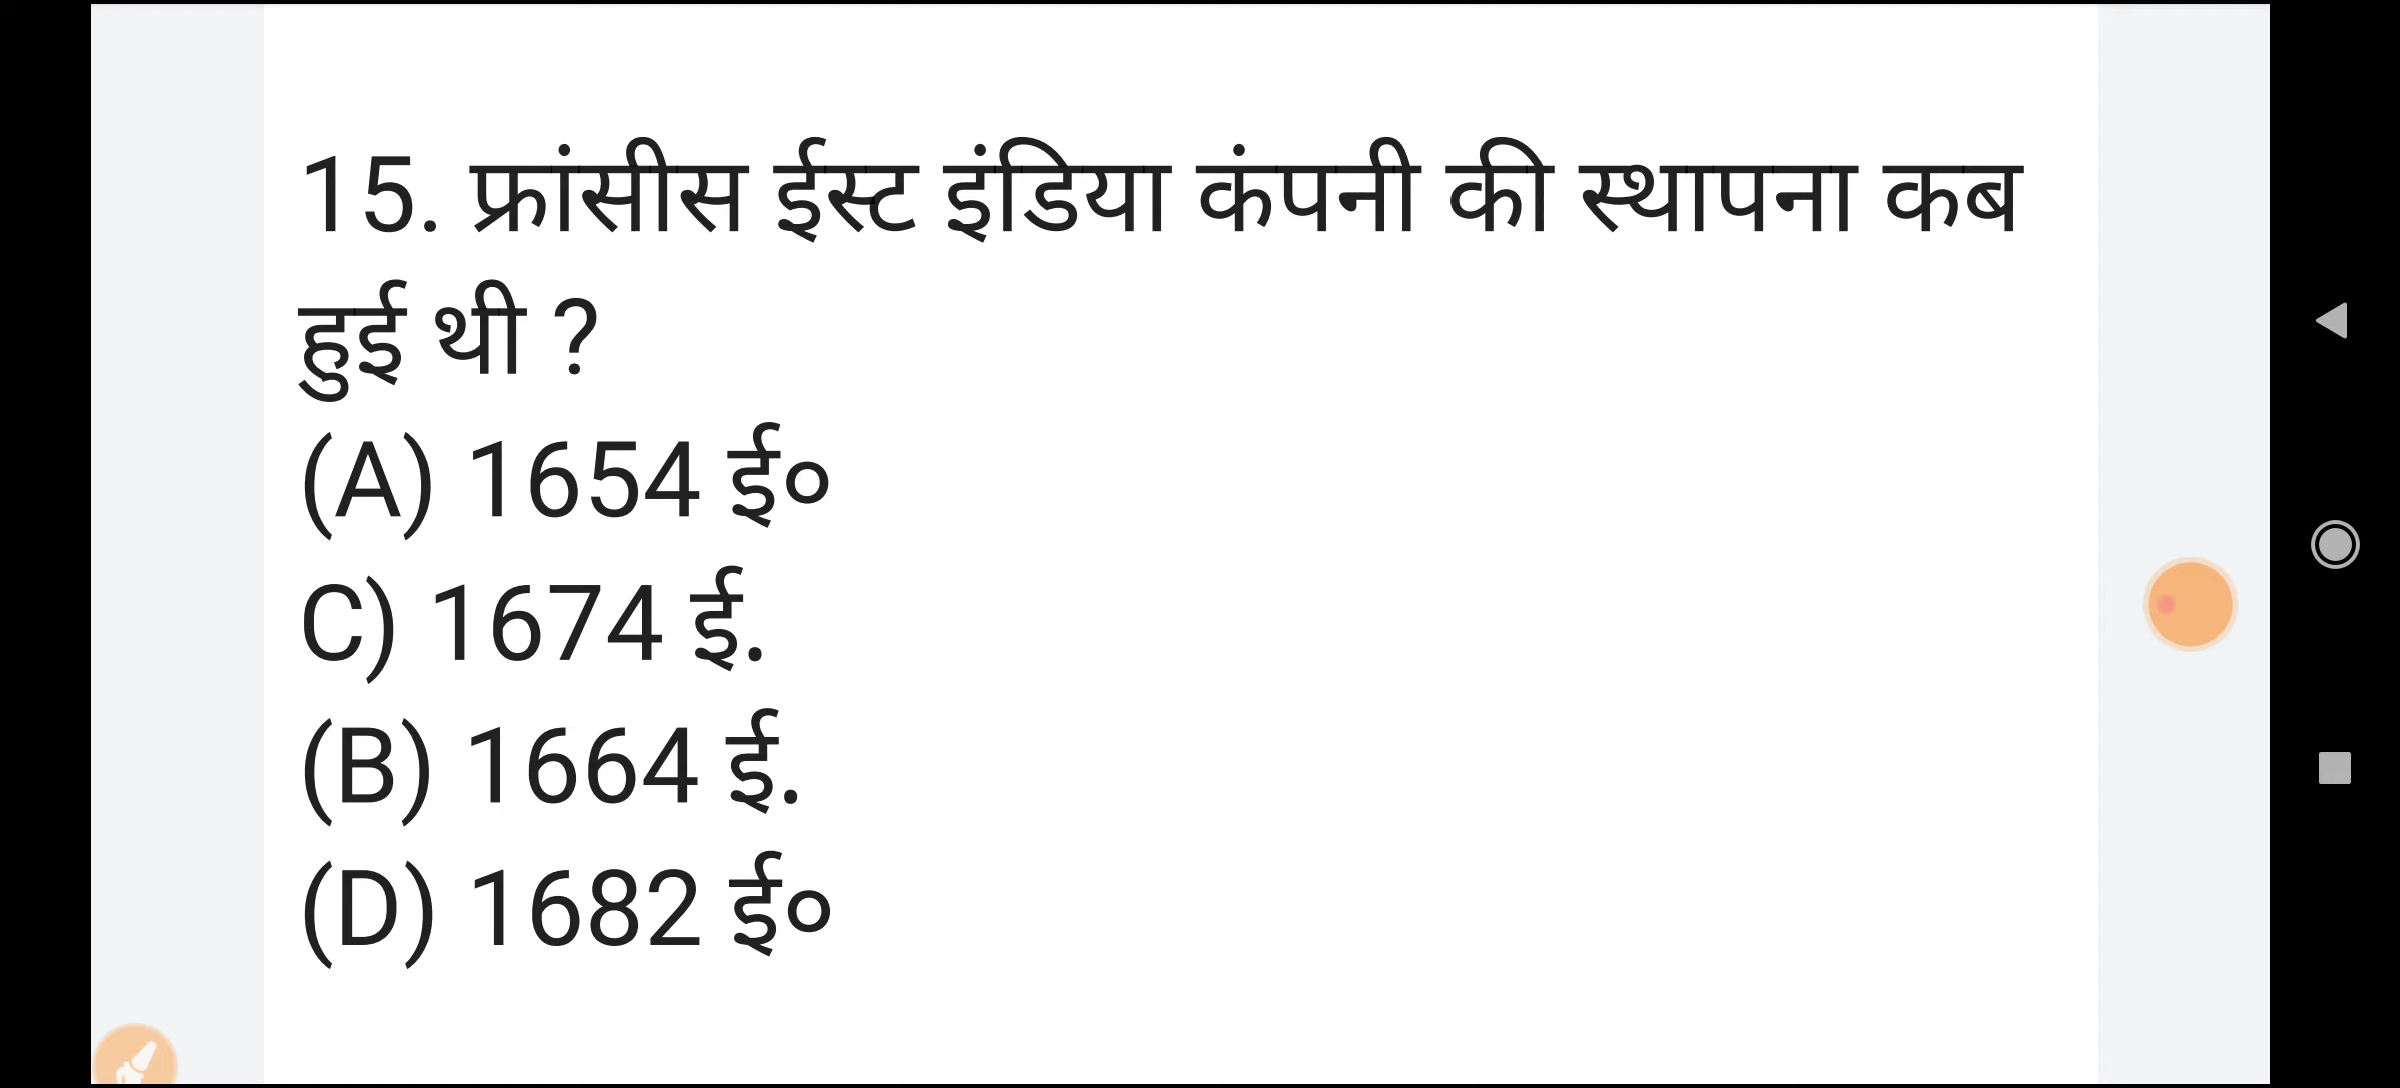 15. फ्रांसीस ईस्ट इंडिया कंपनी की स्थापना कब
हुई थी ?
(A) 1654 ई०
C) 1674 ई.
(B) 1664 ई.
(D) 1682 ई०